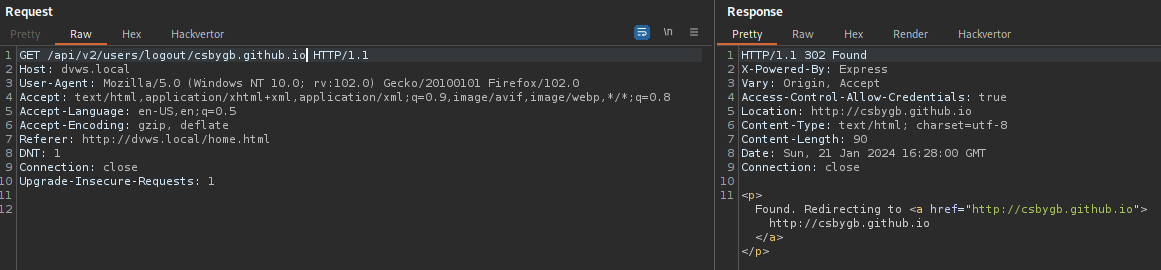 Request
Pretty Raw Hex Hackvertor \n
1 GET /api/v2/users/logout/csbygb.github.io HTTP/1.1
2 Host: dvws.local
3 User-Agent: Mozilla/5.0 (Windows NT 10.0; rv:102.0) Gecko/20100101 Firefox/102.0
4 Accept: text/html,application/xhtml+xml,application/xml;q=0.9,image/avif,image/webp,*/*;q=0.8
5 Accept-Language: en-US,en;q=0.5
6 Accept-Encoding: gzip, deflate
7 Referer: http://dvws.local/home.html
8 DNT: 1
9 Connection: close
10 Upgrade-Insecure-Requests: 1
11
12
Response
Pretty Raw Hex Render Hackvertor
1 HTTP/1.1 302 Found
2 X-Powered-By: Express
3 Vary: Origin, Accept
4 Access-Control-Allow-Credentials: true
5 Location: http://csbygb.github.io
6 Content-Type: text/html; charset=utf-8
7 Content-Length: 90
8 Date: Sun, 21 Jan 2024 16:28:00 GMT
9 Connection: close
10
11 <p>
Found. Redirecting to <a href="http://csbygb.github.io">
http://csbygb.github.io
</a>
</p>